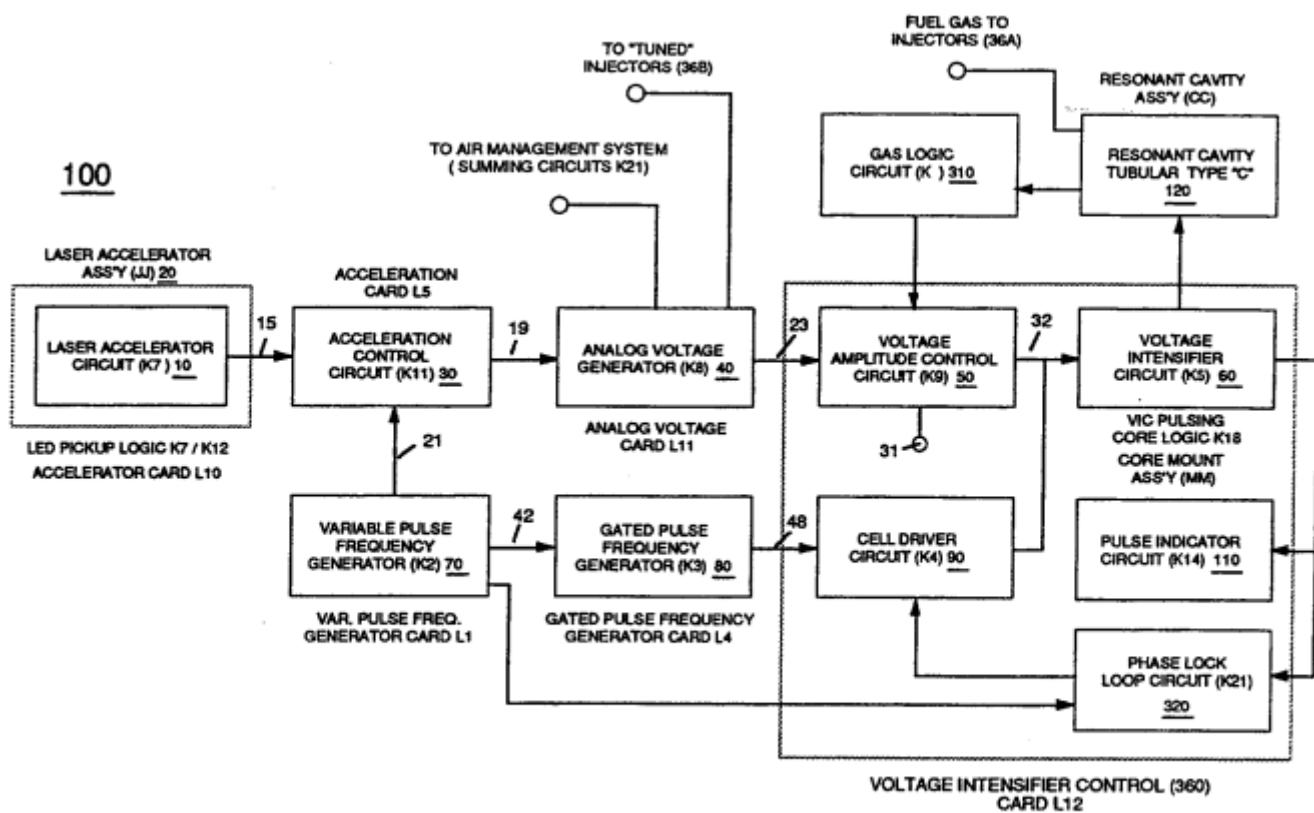 FUEL GAS TO
INJECTORS (36A)
TO "TUNED"
INJECTORS (36B)
RESONANT CAVITY
ASS'Y (CC)
TO AIR MANAGEMENT SYSTEM
( SUMMING CIRCUITS K21)
GAS LOGIC
CIRCUIT (K ) 310
RESONANT CAVITY
TUBULAR TYPE "C"
120
100
LASER ACCELERATOR
ASS'Y (JJ) 20
ACCELERATION
CARD L5
15
19
23
32
LASER ACCELERATOR
CIRCUIT (K7 ) 10
ACCELERATION
CONTROL
CIRCUIT (K11) 30
ANALOG VOLTAGE
GENERATOR (K8) 40
VOLTAGE
AMPLITUDE CONTROL
CIRCUIT (K9) 50
VOLTAGE
INTENSIFIER
CIRCUIT (K5) 60
LED PICKUP LOGIC K7 / K12
ACCELERATOR CARD L10
21
ANALOG VOLTAGE
CARD L11
31
VIC PULSING
CORE LOGIC K18
CORE MOUNT
ASS'Y (MM)
VARIABLE PULSE
FREQUENCY
GENERATOR (K2) 70
42
GATED PULSE
FREQUENCY
GENERATOR (K3) 80
48
CELL DRIVER
CIRCUIT (K4) 90
PULSE INDICATOR
CIRCUIT (K14) 110
VAR. PULSE FREQ.
GENERATOR CARD L1
GATED PULSE FREQUENCY
GENERATOR CARD L4
PHASE LOCK
LOOP CIRCUIT (K21)
320
VOLTAGE INTENSIFIER CONTROL (360)
CARD L12